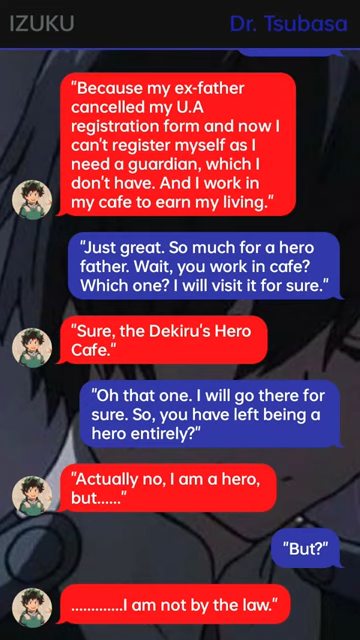 IZUKU
Dr. Tsubasa
"Because my ex-father
cancelled my U.A
registration form and now I
can't register myself as I
need a guardian, which I
don't have. And I work in
my cafe to earn my living."
"Just great. So much for a hero
father. Wait, you work in cafe?
Which one? I will visit it for sure."
"Sure, the Dekiru's Hero
Cafe."
"Oh that one. I will go there for
sure. So, you have left being a
hero entirely?"
"Actually no, I am a hero,
but......"
"But?"
.............I am not by the law."